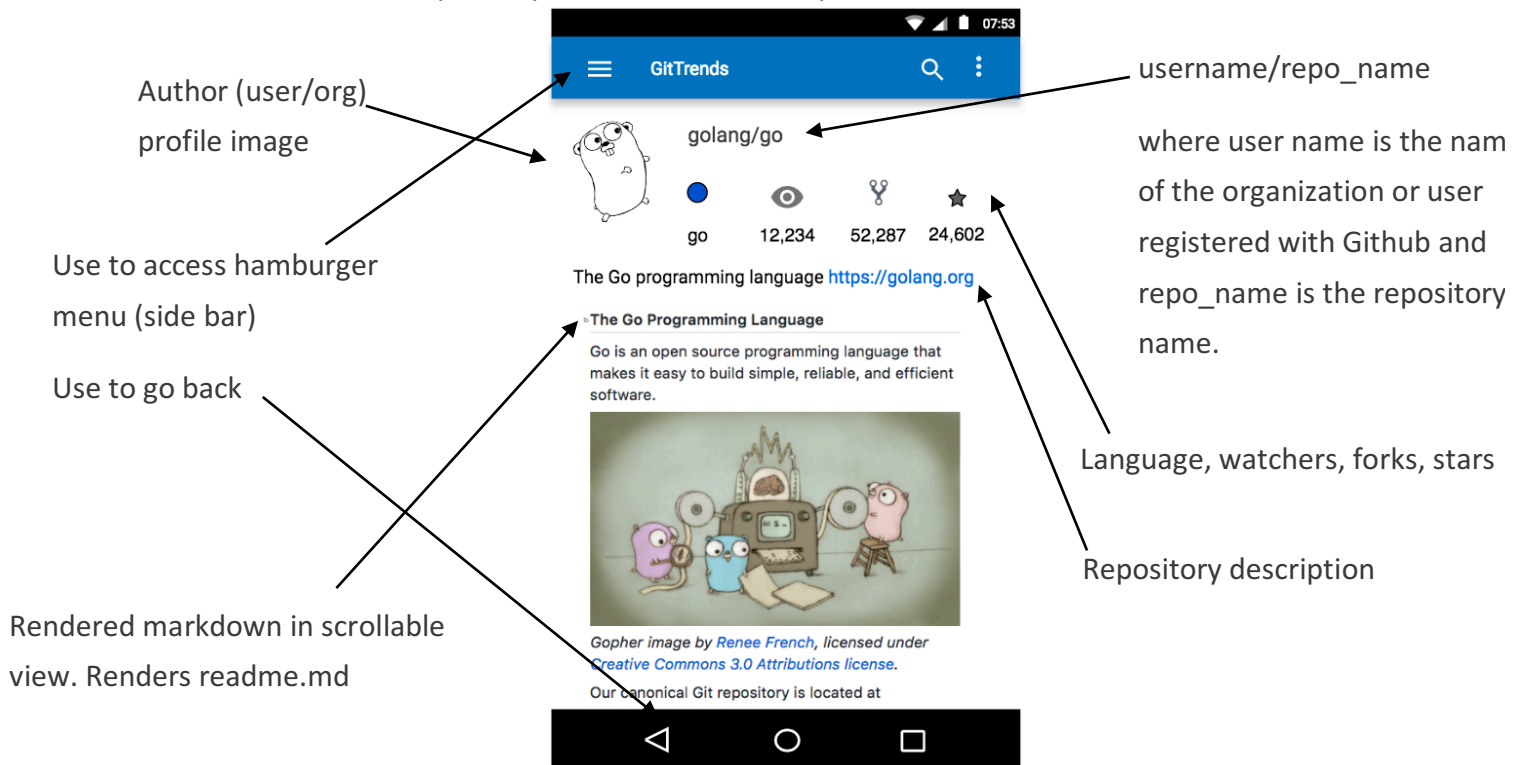 07:53
GitTrends
Author (user/org)
profile image
username/repo_name
golang/go
where user name is the nam
of the organization or user
registered with Github and
repo_name is the repository
name.
go 12,234 52,287 24,602
Use to access hamburger
menu (side bar)
The Go programming language https://golang.org
The Go Programming Language
Go is an open source programming language that
makes it easy to build simple, reliable, and efficient
software.
Use to go back
Language, watchers, forks, stars
Repository description
Rendered markdown in scrollable
view. Renders readme.md
Gopher image by Renee French, licensed under
Creative Commons 3.0 Attributions license.
Our canonical Git repository is located at